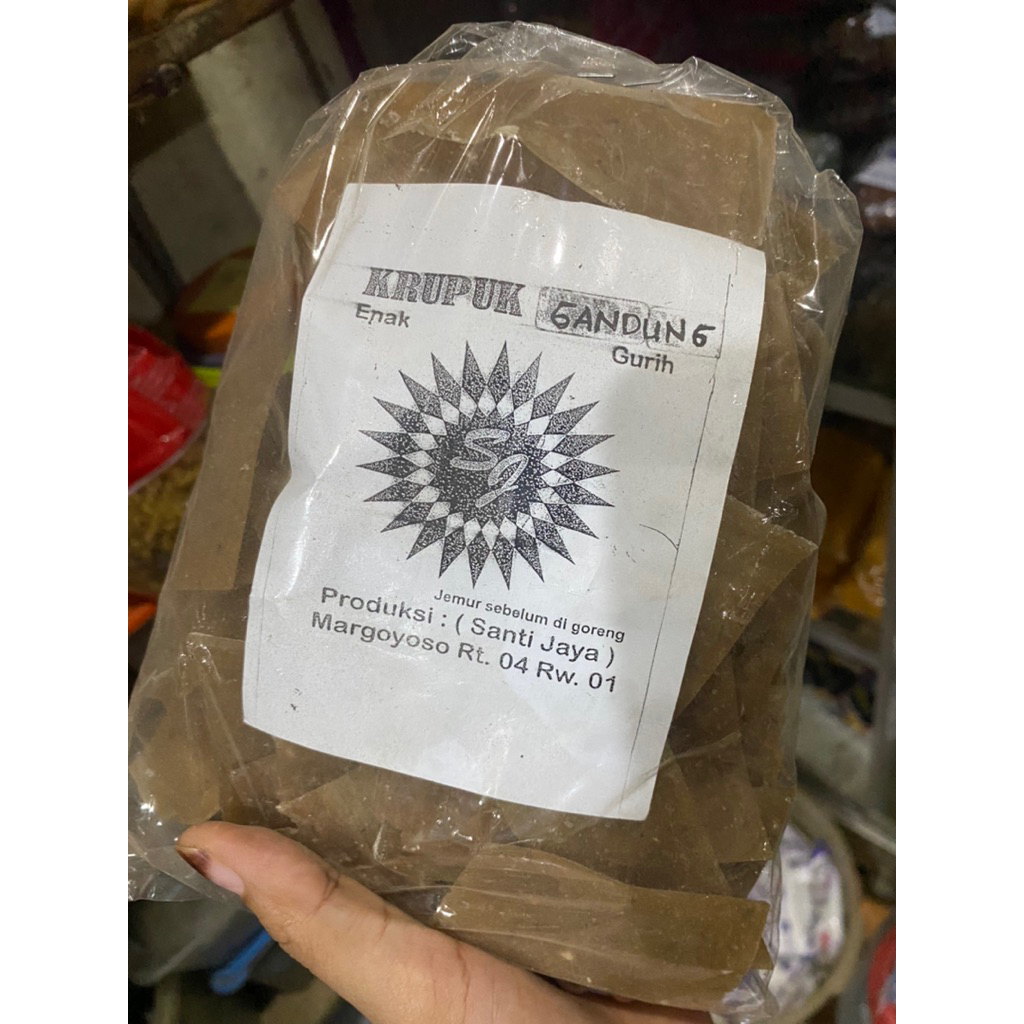 KRUPUK GANDUNG
Enak
Gurih
SJ
Jemur sebelum di goreng
Produksi : ( Santi Jaya )
Margoyoso Rt. 04 Rw. 01